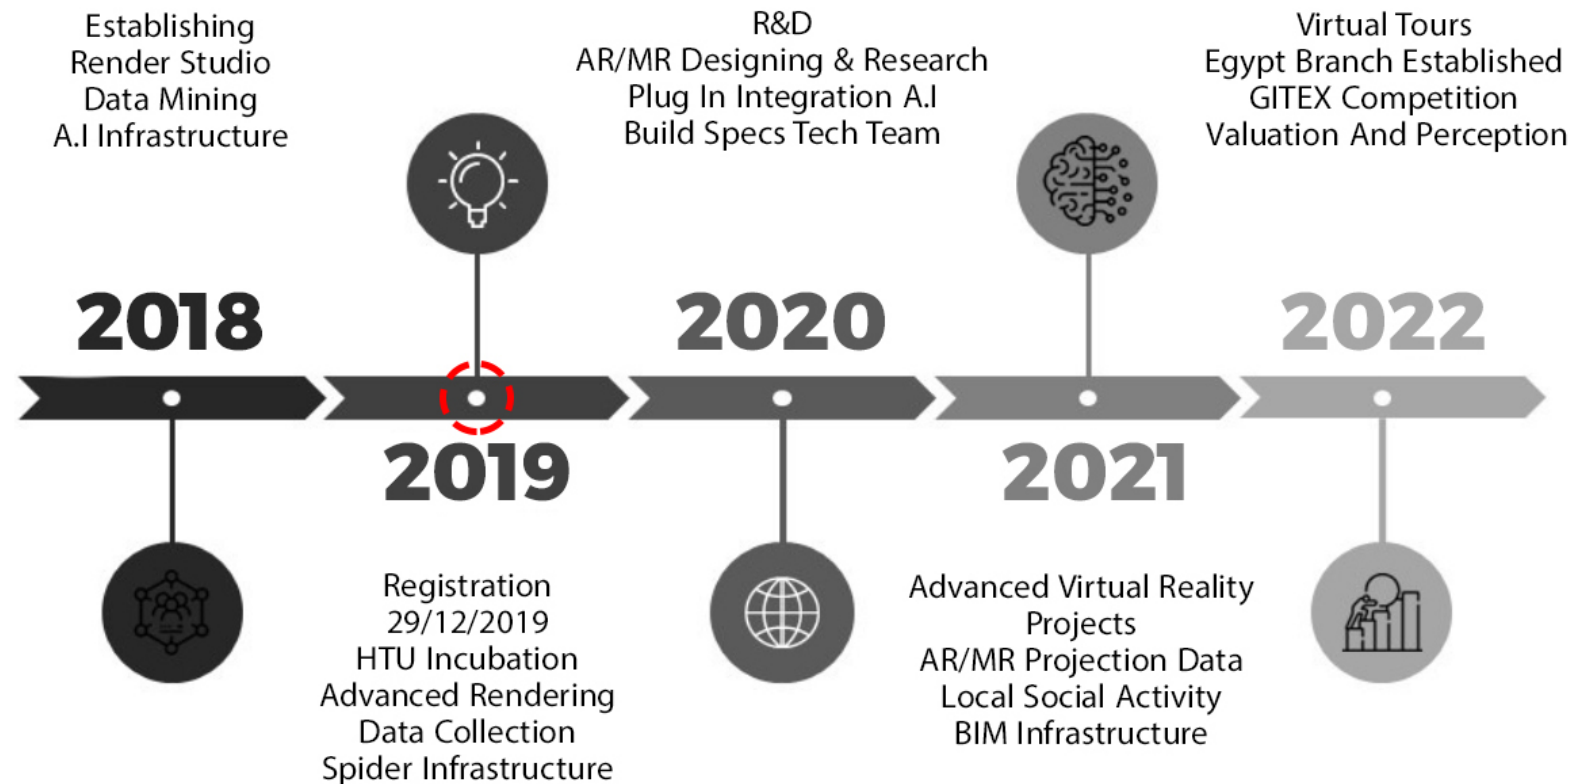 Establishing
Render Studio
Data Mining
A.I Infrastructure
2018
2019
Registration
29/12/2019
HTU Incubation
Advanced Rendering
Data Collection
Spider Infrastructure
R&D
AR/MR Designing & Research
Plug In Integration A.I
Build Specs Tech Team
2020
2021
Advanced Virtual Reality
Projects
AR/MR Projection Data
Local Social Activity
BIM Infrastructure
Virtual Tours
Egypt Branch Established
GITEX Competition
Valuation And Perception
2022